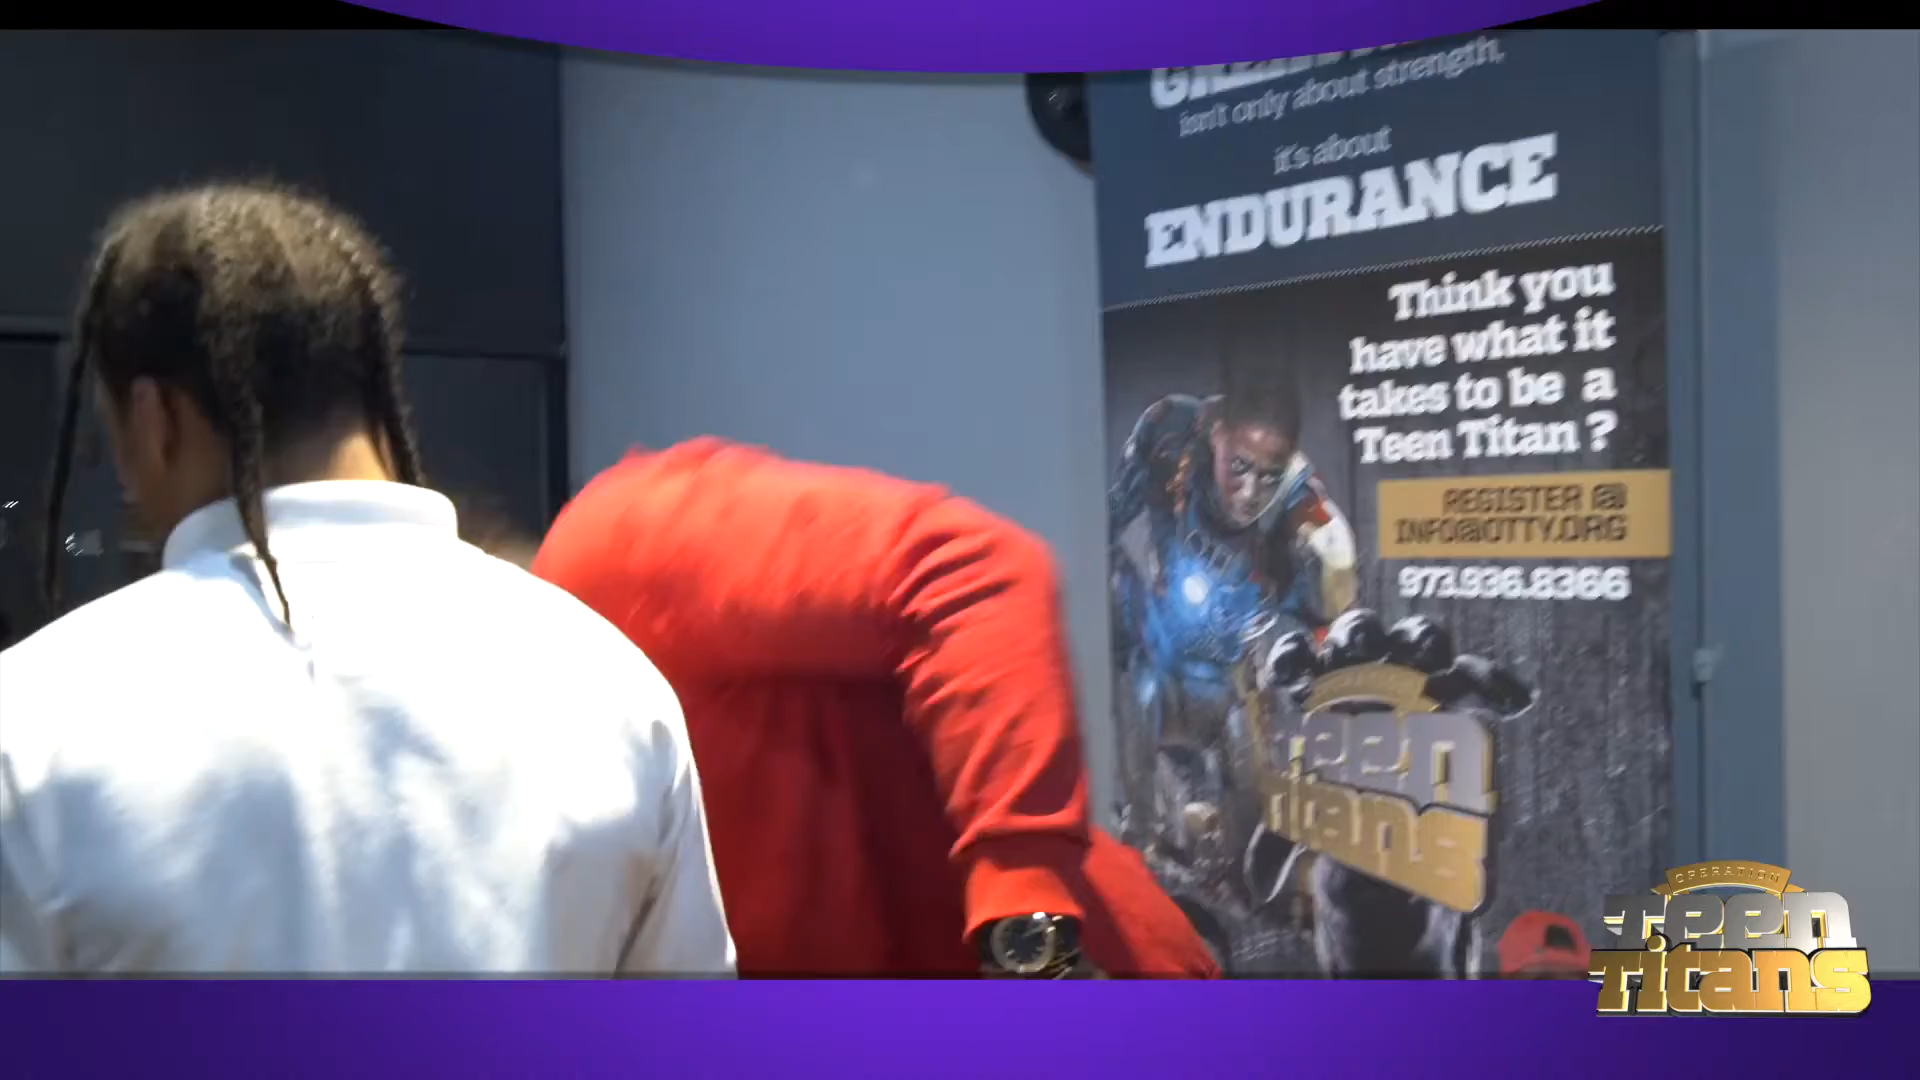 isn't only about strength,
it's about
ENDURANCE
Think you
have what it
takes to be a
Teen Titan ?
REGISTER @
INFO@OTTY.ORG
973.936.8366
Teen
Titans
OPERATION
Teen
Titans